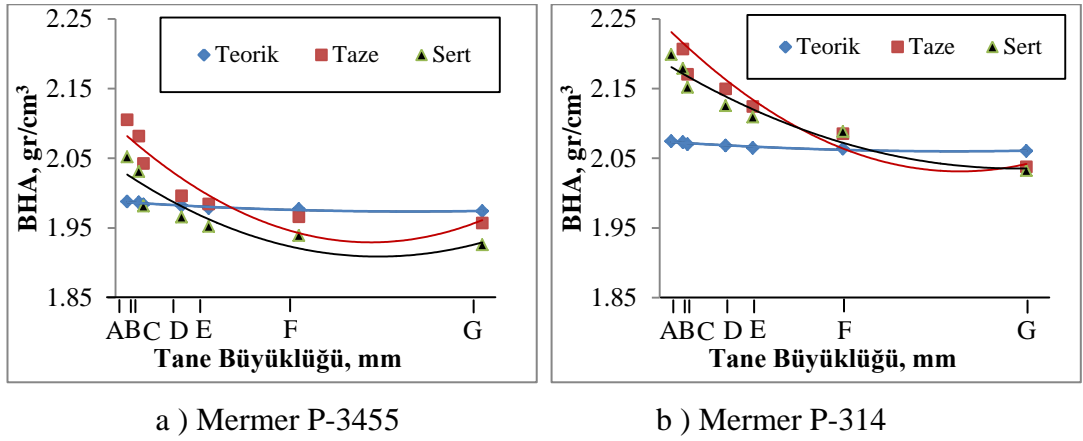 2.25
2.15
2.05
1.95
1.85
BHA, gr/cm³
Teorik Taze Sert
A B C D E F G
Tane Büyüklüğü, mm
a ) Mermer P-3455
2.25
2.15
2.05
1.95
1.85
BHA, gr/cm³
Teorik Taze Sert
A B C D E F G
Tane Büyüklüğü, mm
b ) Mermer P-314